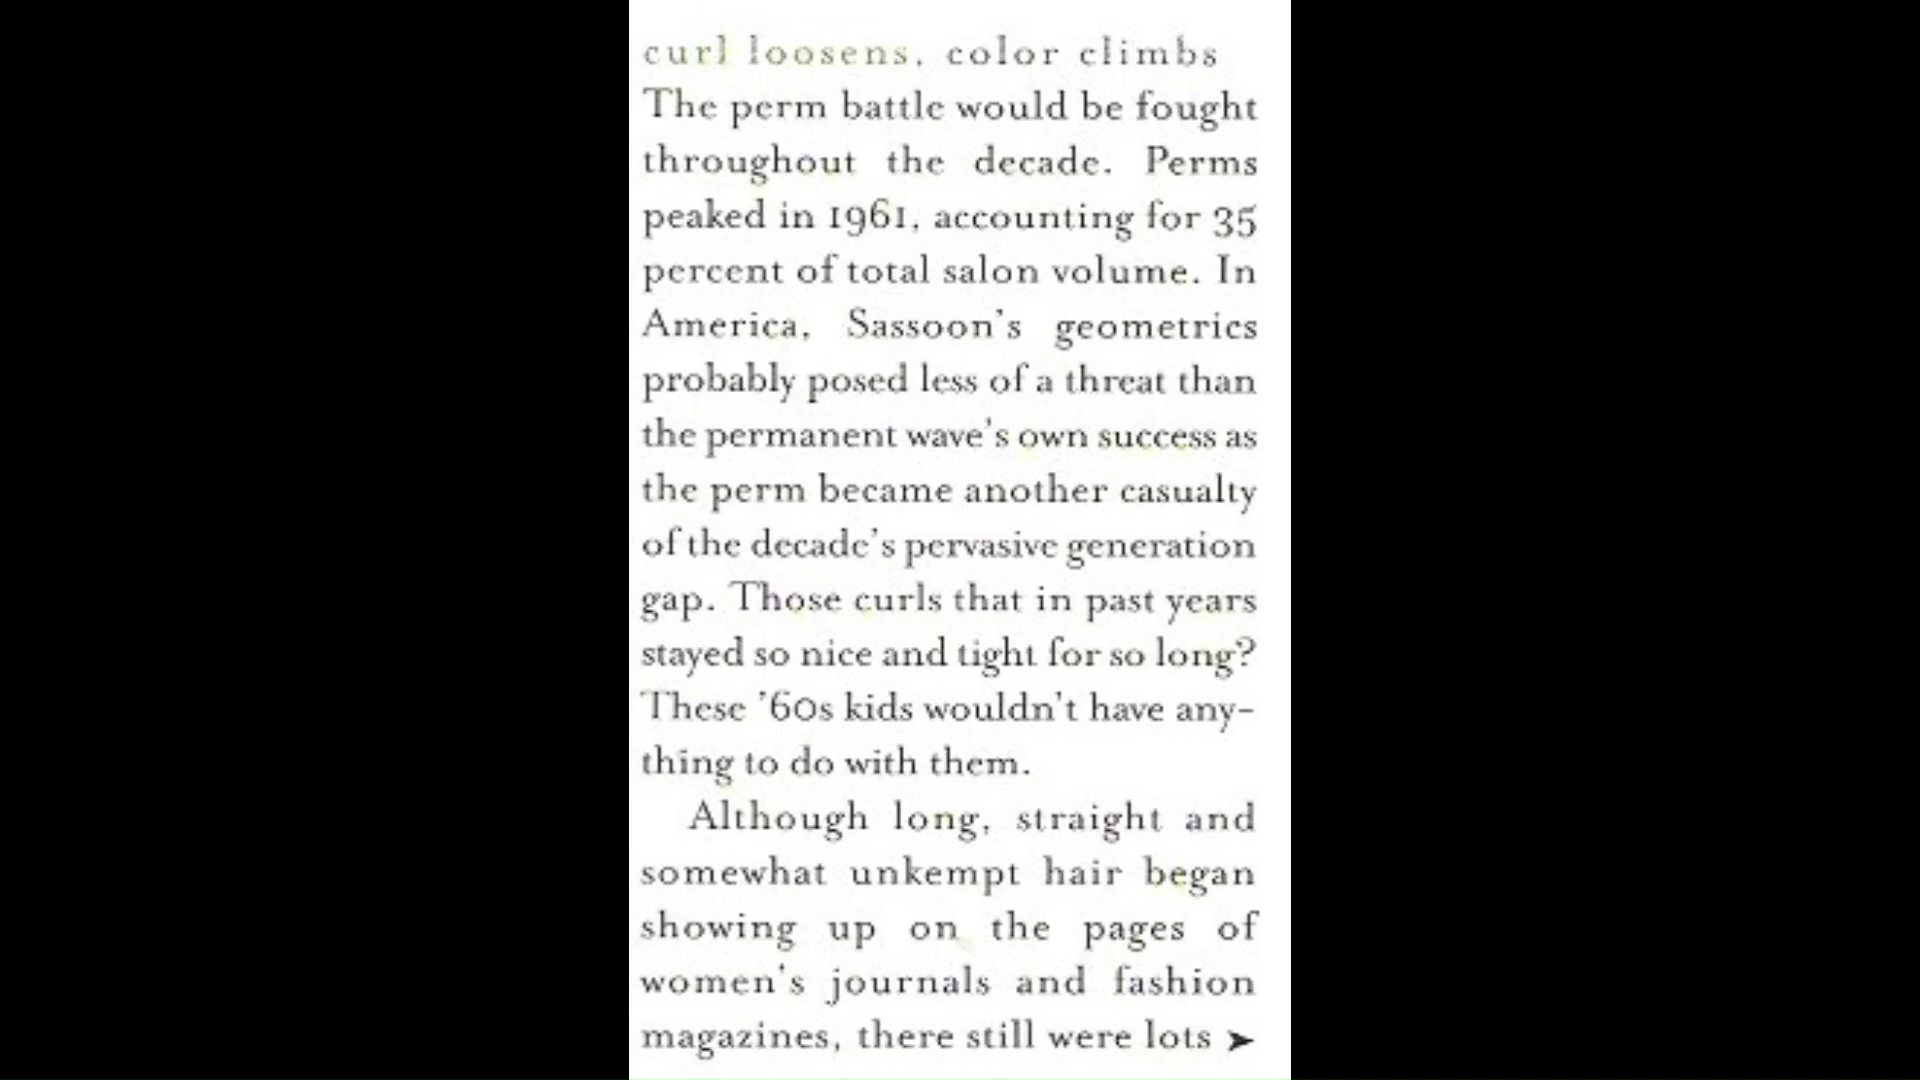 curl loosens, color climbs
The perm battle would be fought
throughout the decade. Perms
peaked in 1961, accounting for 35
percent of total salon volume. In
America, Sassoon's geometrics
probably posed less of a threat than
the permanent wave's own success as
the perm became another casualty
of the decade's pervasive generation
gap. Those curls that in past years
stayed so nice and tight for so long?
These '60s kids wouldn't have any-
thing to do with them.
Although long, straight and
somewhat unkempt hair began
showing up on the pages of
women's journals and fashion
magazines, there still were lots ➤